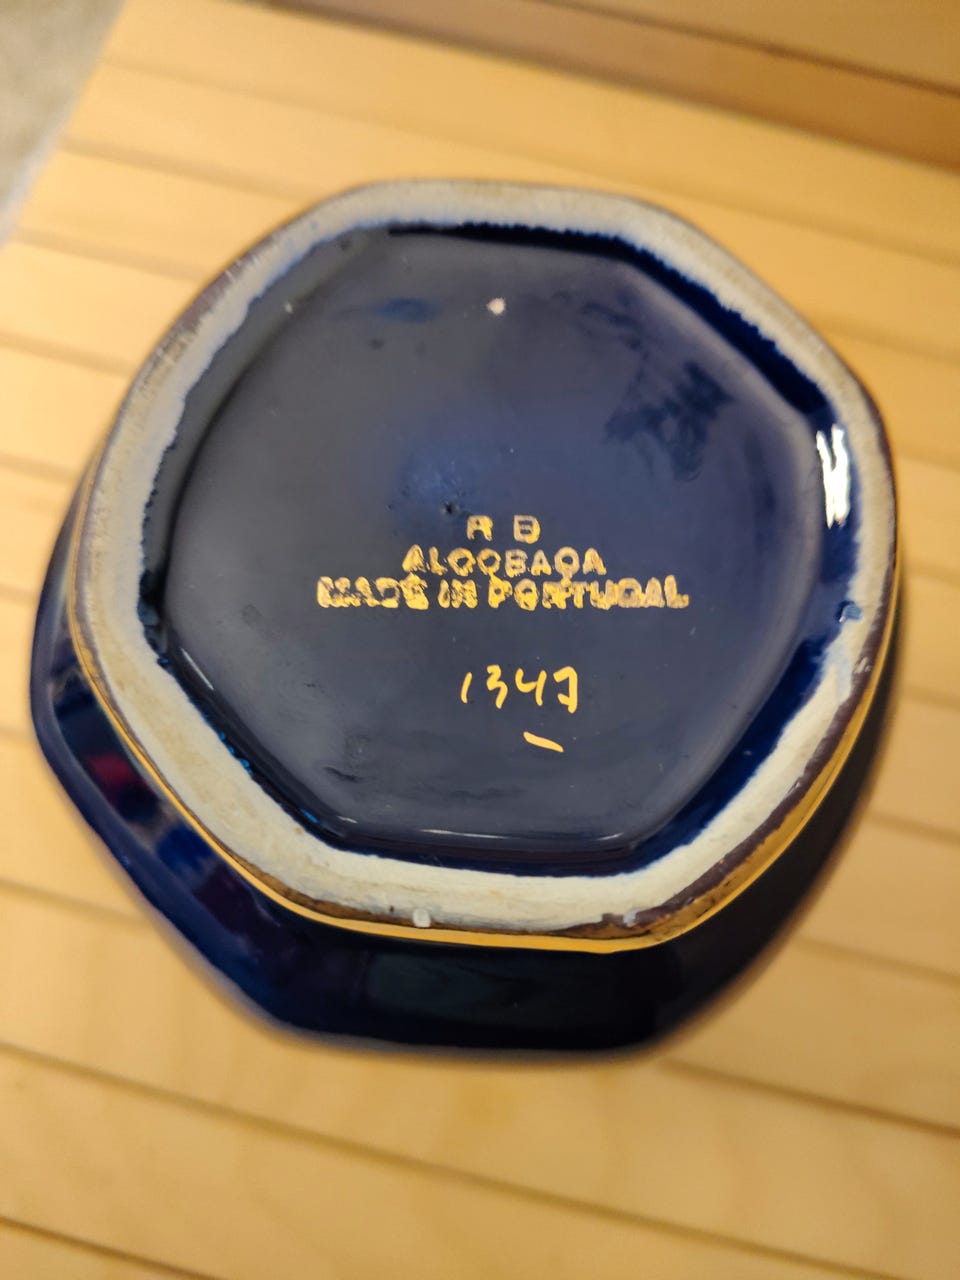 R B
ALCOBAÇA
MADE IN PORTUGAL
1347